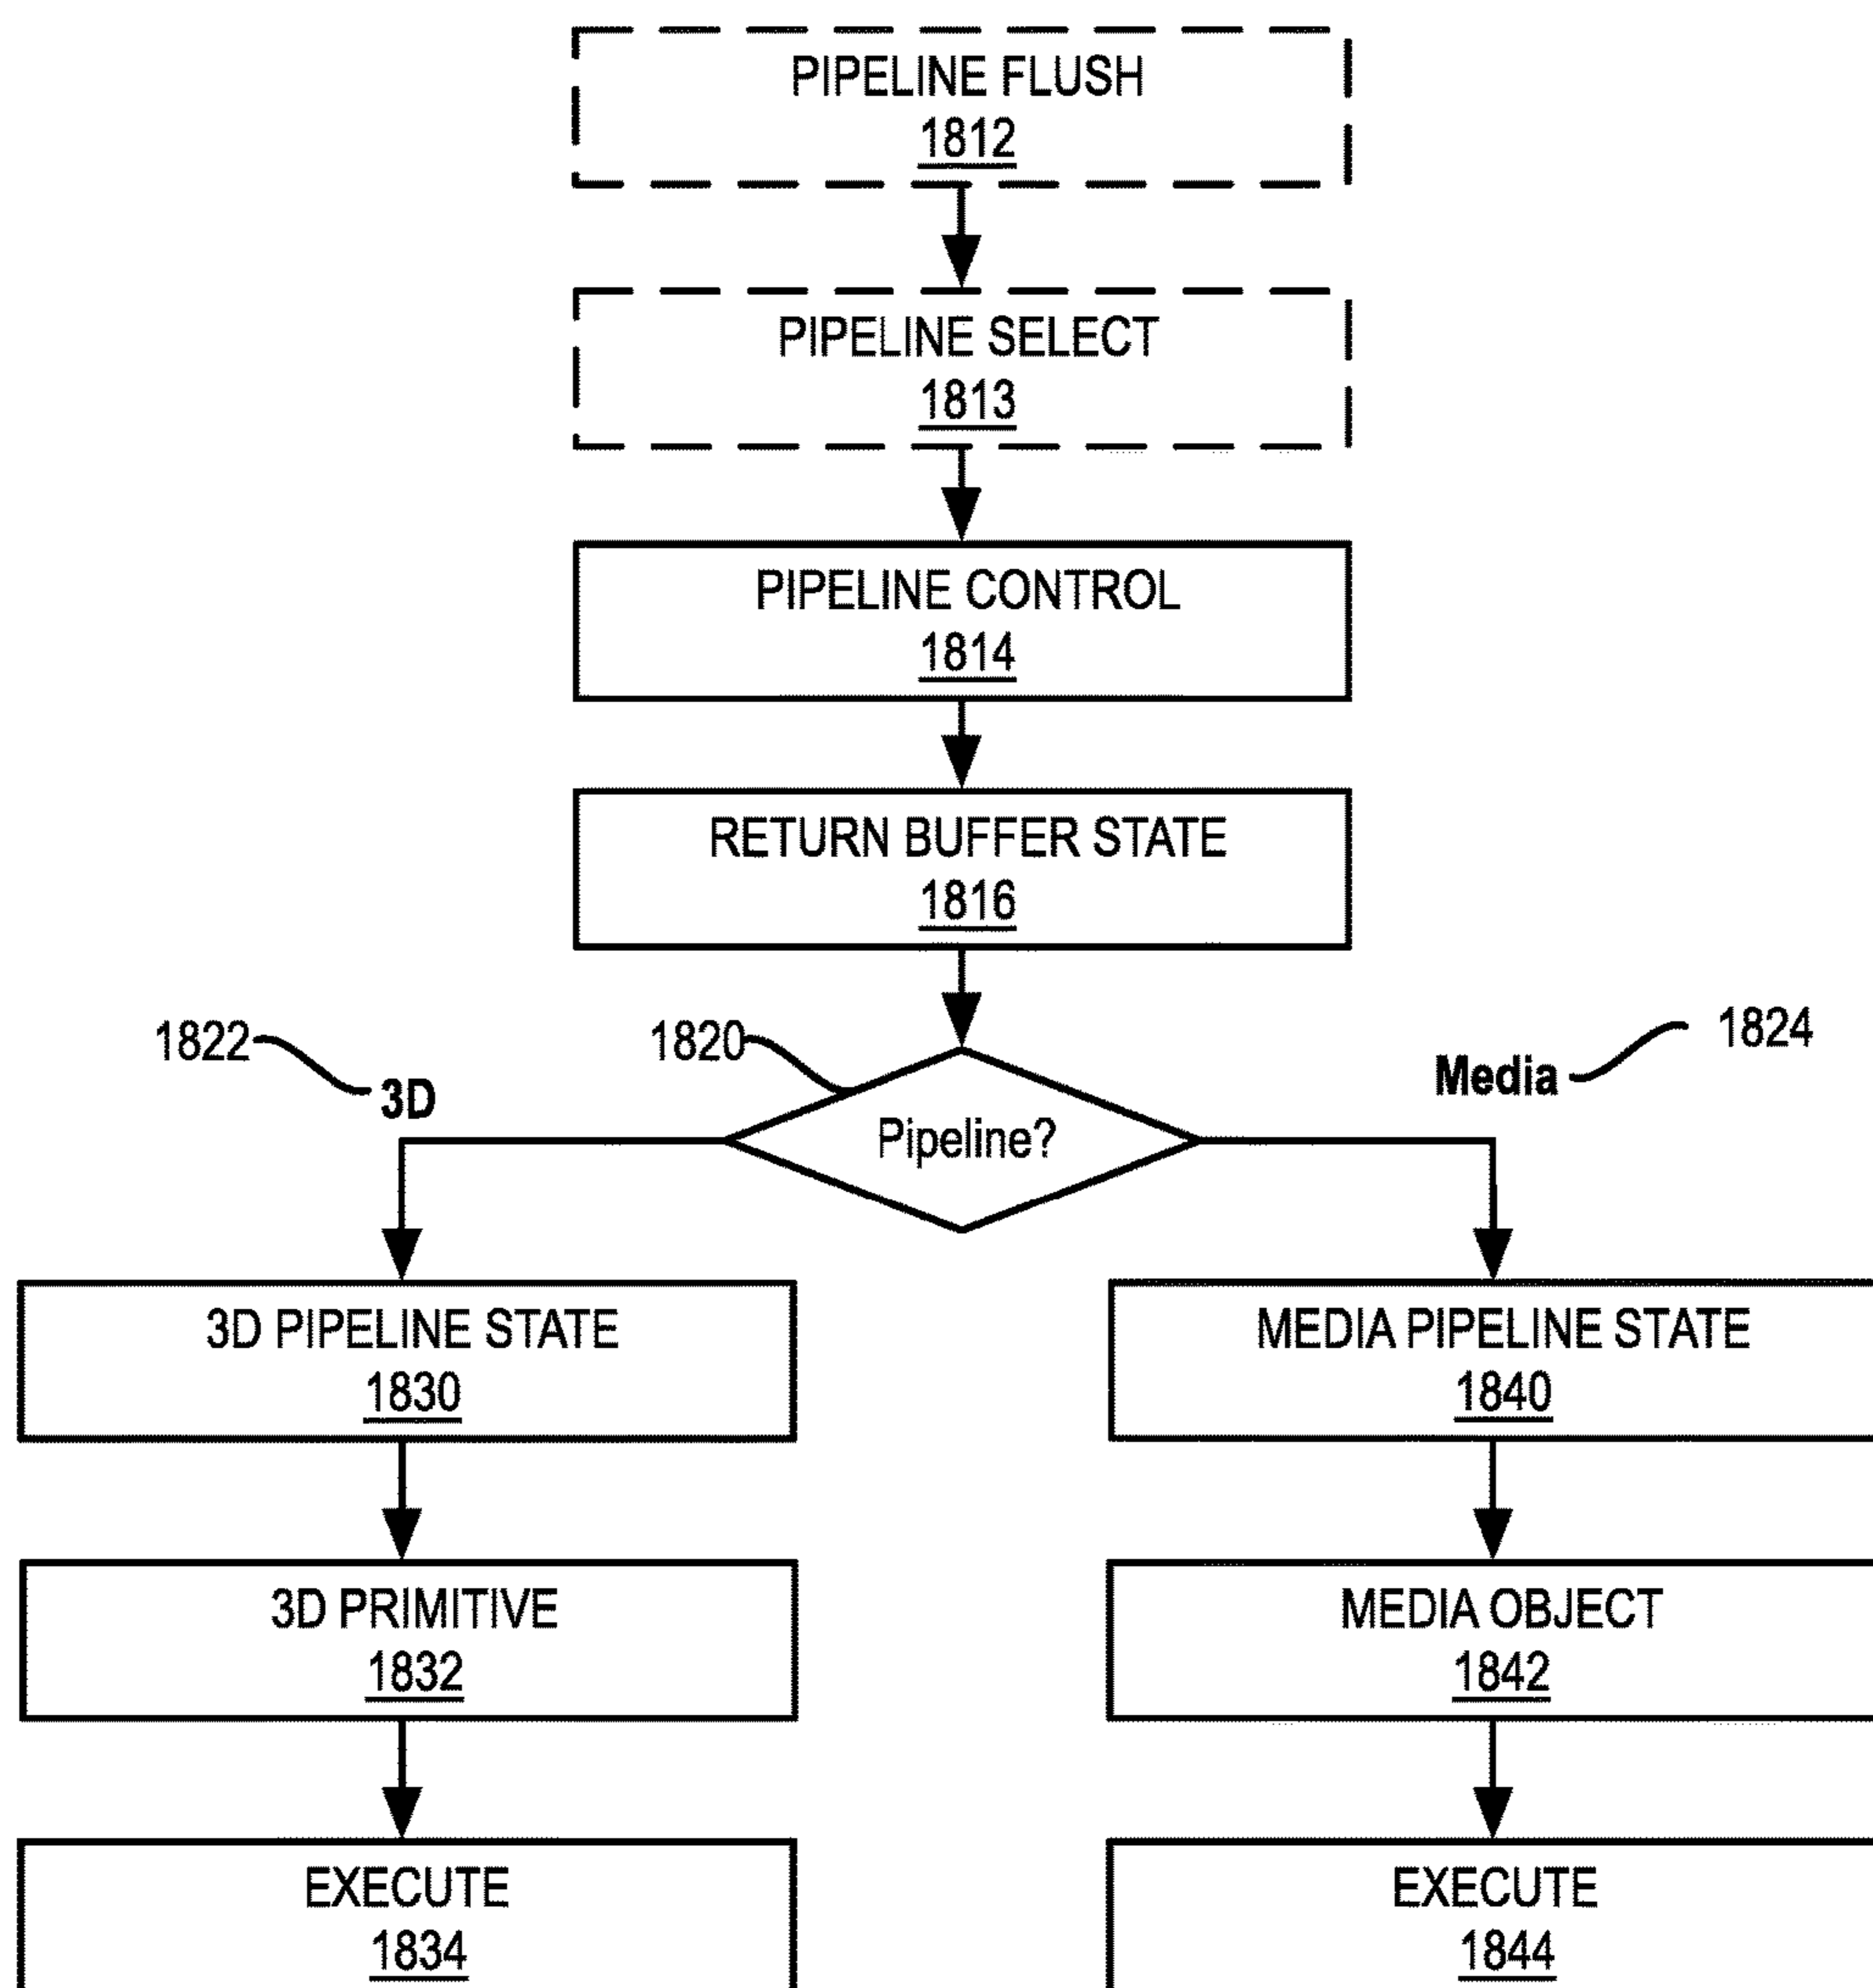 PIPELINE FLUSH
1812
PIPELINE SELECT
1813
PIPELINE CONTROL
1814
RETURN BUFFER STATE
1816
1822
1820
1824
3D
Media
Pipeline?
3D PIPELINE STATE
1830
MEDIA PIPELINE STATE
1840
3D PRIMITIVE
1832
MEDIA OBJECT
1842
EXECUTE
1834
EXECUTE
1844